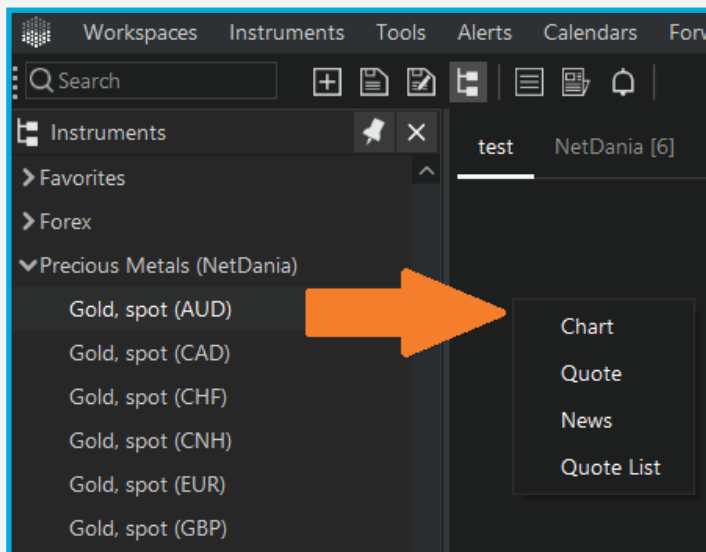 Workspaces Instruments Tools Alerts Calendars
Search
Instruments
test NetDania [6]
Favorites
Forex
Precious Metals (NetDania)
Gold, spot (AUD)
Gold, spot (CAD)
Gold, spot (CHF)
Gold, spot (CNH)
Gold, spot (EUR)
Gold, spot (GBP)
Chart
Quote
News
Quote List